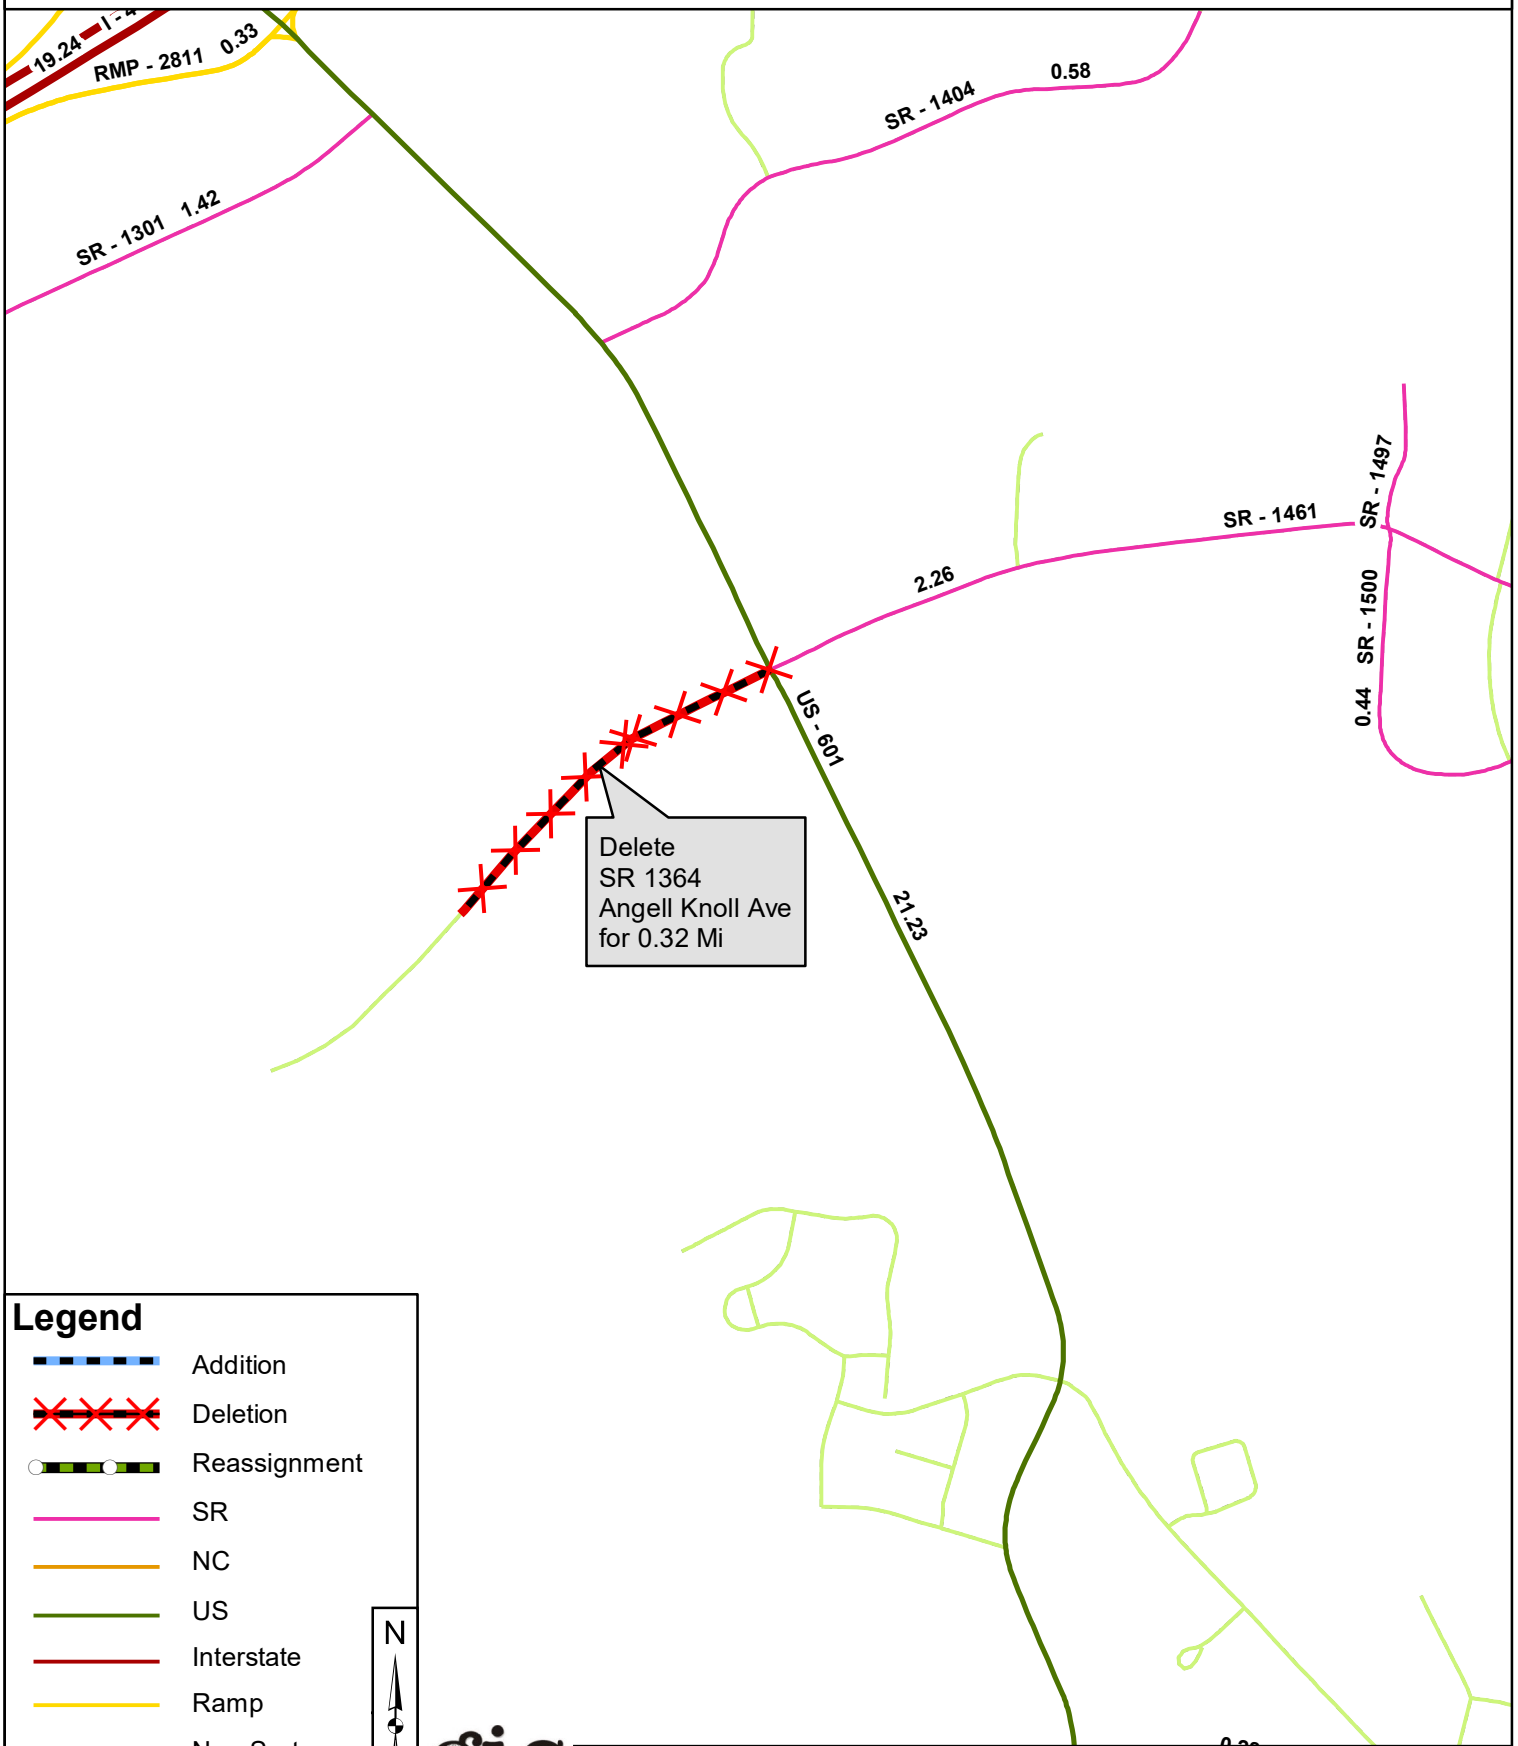 19.24
RMP - 2811 0.33
SR - 1301 1.42
SR - 1404
0.58
SR - 1497
SR - 1461
2.26
SR - 1500
0.44
US - 601
21.23
Delete
SR 1364
Angell Knoll Ave
for 0.32 Mi
Legend
Addition
Deletion
Reassignment
SR
NC
US
Interstate
Ramp
N